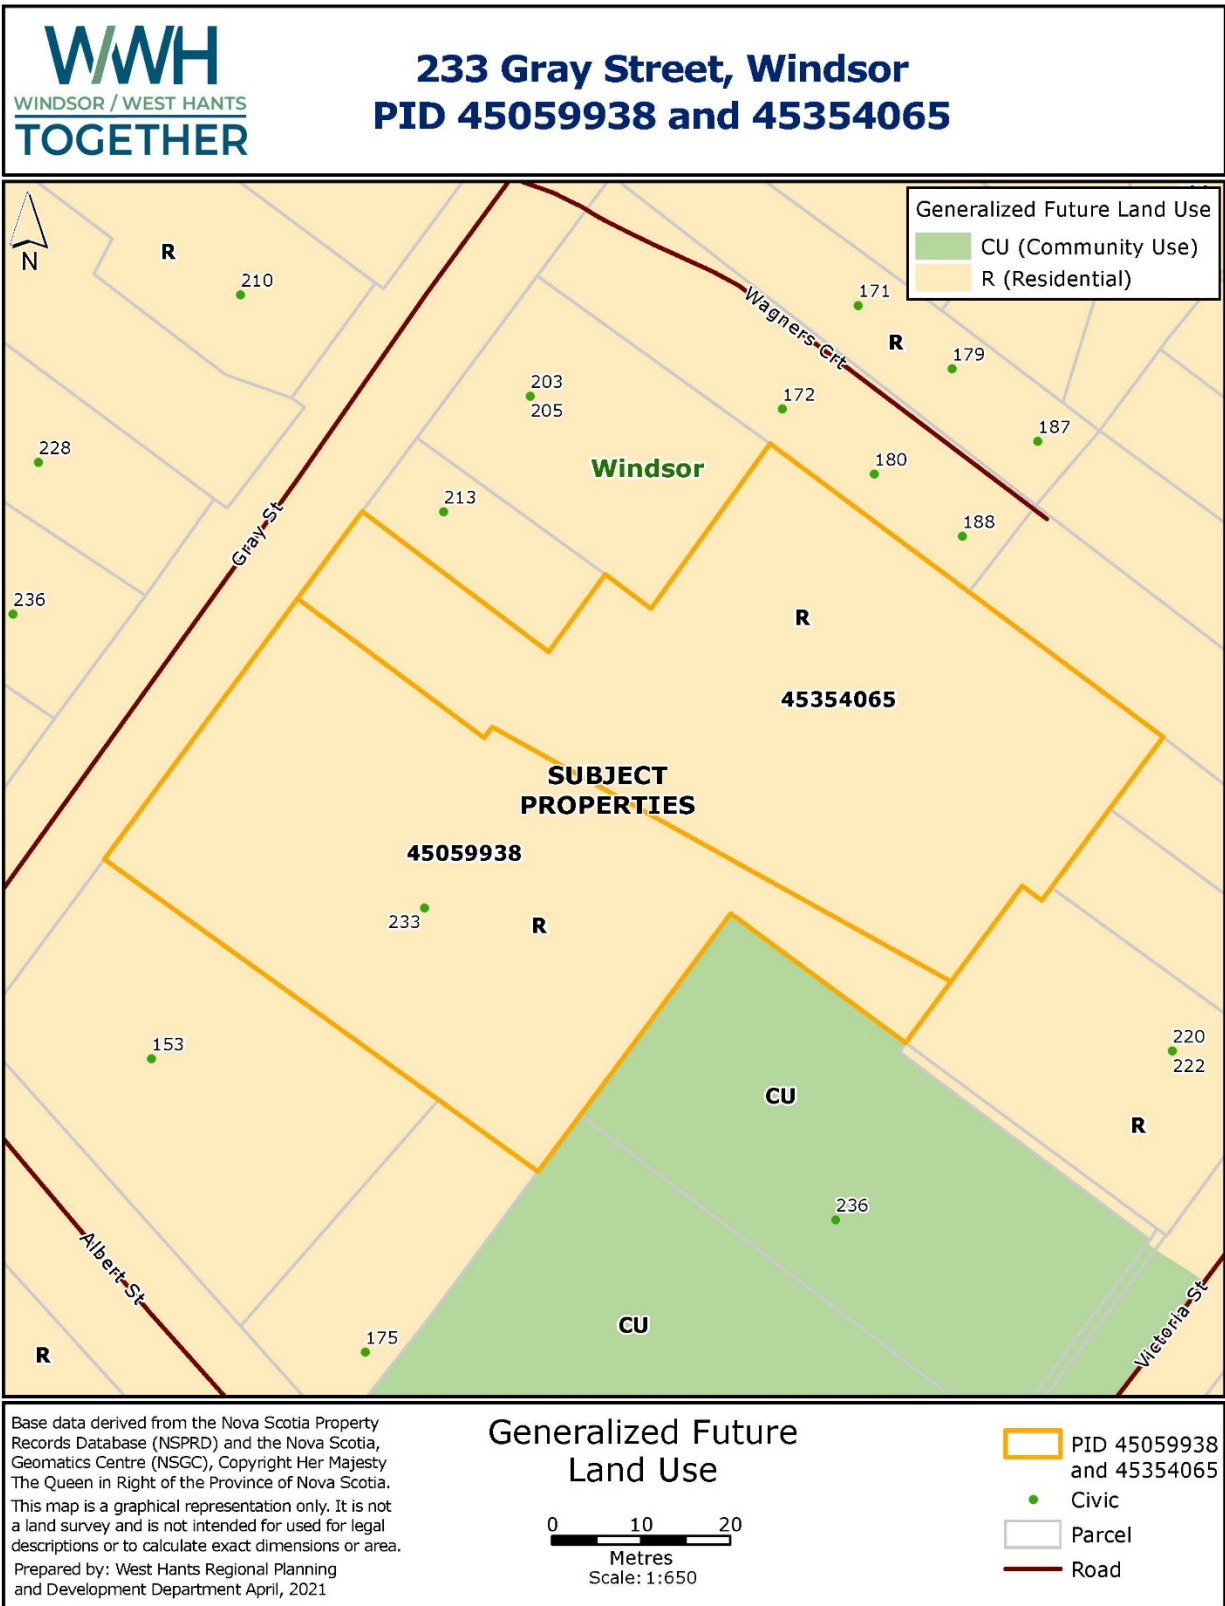 WWH
WINDSOR / WEST HANTS
TOGETHER
233 Gray Street, Windsor
PID 45059938 and 45354065
N
Generalized Future Land Use
CU (Community Use)
R (Residential)
R
210
171
Wagners Crt
R
179
203
205
172
187
228
Windsor
180
213
188
Gray St
236
R
45354065
SUBJECT
PROPERTIES
45059938
233
R
153
220
222
CU
R
236
Albert St
CU
Victoria St
175
R
Base data derived from the Nova Scotia Property
Records Database (NSPRD) and the Nova Scotia,
Geomatics Centre (NSGC), Copyright Her Majesty
The Queen in Right of the Province of Nova Scotia.
This map is a graphical representation only. It is not
a land survey and is not intended for used for legal
descriptions or to calculate exact dimensions or area.
Prepared by: West Hants Regional Planning
and Development Department April, 2021
Generalized Future
Land Use
0 10 20
Metres
Scale: 1:650
PID 45059938
and 45354065
Civic
Parcel
Road